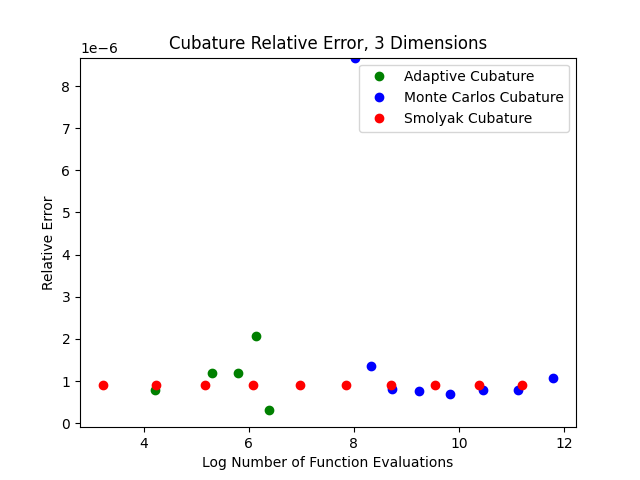 Cubature Relative Error, 3 Dimensions
1e−6
Adaptive Cubature
Monte Carlos Cubature
Smolyak Cubature
8
7
6
5
4
3
2
1
0
Relative Error
4 6 8 10 12
Log Number of Function Evaluations